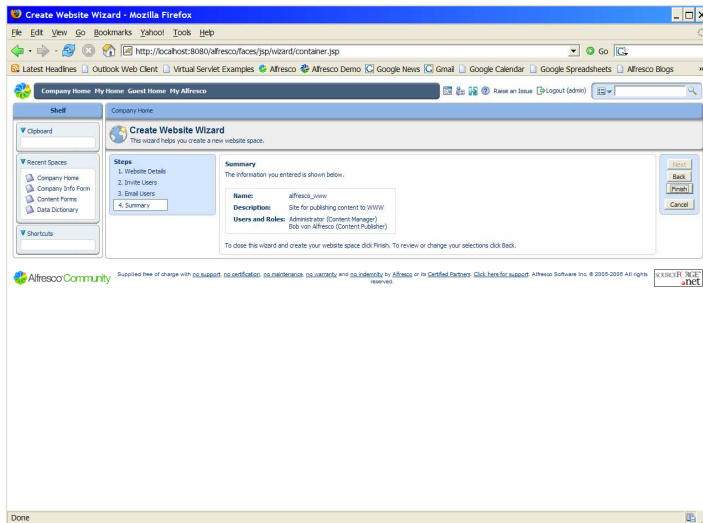 Create Website Wizard - Mozilla Firefox
File Edit View Go Bookmarks Yahoo! Tools Help
http://localhost:8080/alfresco/faces/jsp/wizard/container.jsp Go
Latest Headlines Outlook Web Client Virtual Servlet Examples Alfresco Alfresco Demo Google News Gmail Google Calendar Google Spreadsheets Alfresco Blogs »
Company Home My Home Guest Home My Alfresco Raise an Issue Logout (admin)
Shelf
Company Home
Clipboard
Create Website Wizard
This wizard helps you create a new website space.
Recent Spaces
Company Home
Company Info Form
Content Forms
Data Dictionary
Shortcuts
Steps
1. Website Details
2. Invite Users
3. Email Users
4. Summary
Summary
The information you entered is shown below.
Name: alfresco_www
Description: Site for publishing content to WWW
Users and Roles: Administrator (Content Manager)
Bob von Alfresco (Content Publisher)
To close this wizard and create your website space click Finish. To review or change your selections click Back.
Next
Back
Finish
Cancel
Alfresco Community
Supplied free of charge with no support, no certification, no maintenance, no warranty and no indemnity by Alfresco or its Certified Partners. Click here for support. Alfresco Software Inc. © 2005-2006 All rights
reserved.
SOURCEFORGE
.net
Done